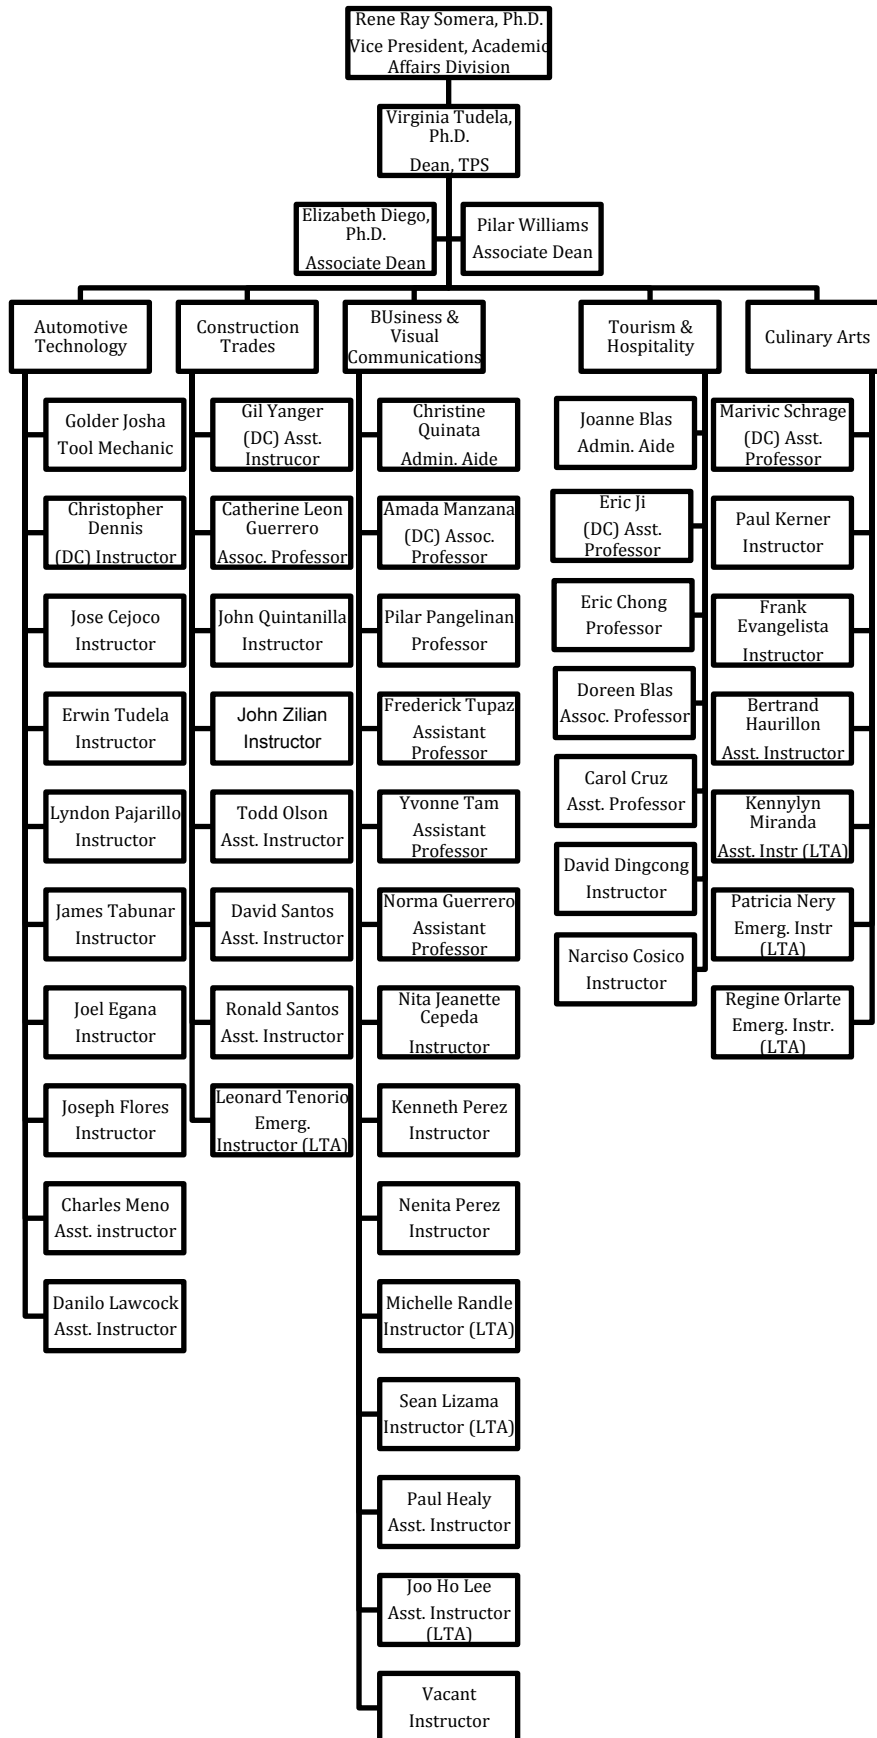 Rene Ray Somera, Ph.D.
Vice President, Academic
Affairs Division
Virginia Tudela,
Ph.D.
Dean, TPS
Elizabeth Diego,
Ph.D.
Associate Dean
Pilar Williams
Associate Dean
Automotive
Technology
Golder Josha
Tool Mechanic
Christopher
Dennis
(DC) Instructor
Jose Cejoco
Instructor
Erwin Tudela
Instructor
Lyndon Pajarillo
Instructor
James Tabunar
Instructor
Joel Egana
Instructor
Joseph Flores
Instructor
Charles Meno
Asst. instructor
Danilo Lawcock
Asst. Instructor
Construction
Trades
Gil Yanger
(DC) Asst.
Instrucor
Catherine Leon
Guerrero
Assoc. Professor
John Quintanilla
Instructor
John Zilian
Instructor
Todd Olson
Asst. Instructor
David Santos
Asst. Instructor
Ronald Santos
Asst. Instructor
Leonard Tenorio
Emerg.
Instructor (LTA)
BUsiness &
Visual
Communications
Christine
Quinata
Admin. Aide
Amada Manzana
(DC) Assoc.
Professor
Pilar Pangelinan
Professor
Frederick Tupaz
Assistant
Professor
Yvonne Tam
Assistant
Professor
Norma Guerrero
Assistant
Professor
Nita Jeanette
Cepeda
Instructor
Kenneth Perez
Instructor
Nenita Perez
Instructor
Michelle Randle
Instructor (LTA)
Sean Lizama
Instructor (LTA)
Paul Healy
Asst. Instructor
Joo Ho Lee
Asst. Instructor
(LTA)
Vacant
Instructor
Tourism &
Hospitality
Joanne Blas
Admin. Aide
Eric Ji
(DC) Asst.
Professor
Eric Chong
Professor
Doreen Blas
Assoc. Professor
Carol Cruz
Asst. Professor
David Dingcong
Instructor
Narciso Cosico
Instructor
Culinary Arts
Marivic Schrage
(DC) Asst.
Professor
Paul Kerner
Instructor
Frank
Evangelista
Instructor
Bertrand
Haurillon
Asst. Instructor
Kennylyn
Miranda
Asst. Instr (LTA)
Patricia Nery
Emerg. Instr
(LTA)
Regine Orlarte
Emerg. Instr.
(LTA)